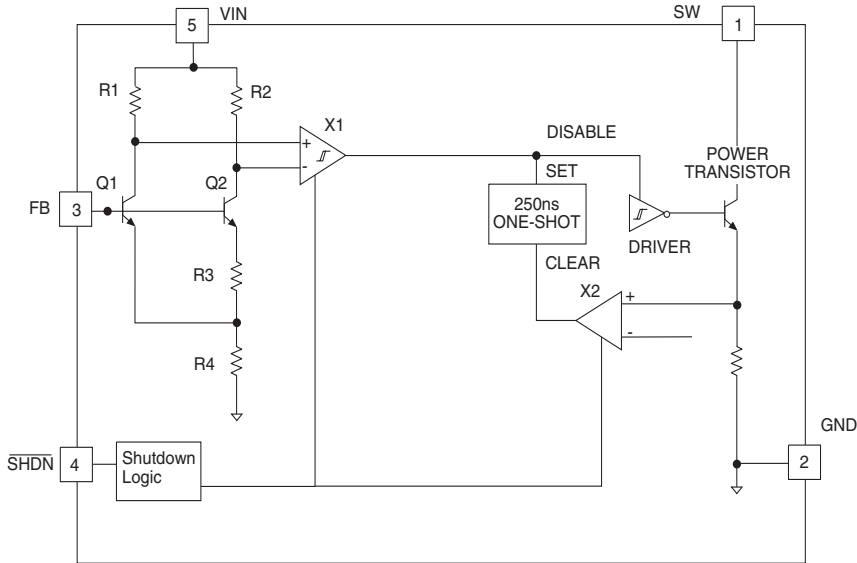 5
VIN
SW
1
R1
R2
X1
+
-
DISABLE
SET
POWER
TRANSISTOR
Q1
Q2
FB
3
250ns
ONE-SHOT
DRIVER
CLEAR
R3
X2
+
-
R4
GND
2
SHDN
4
Shutdown
Logic